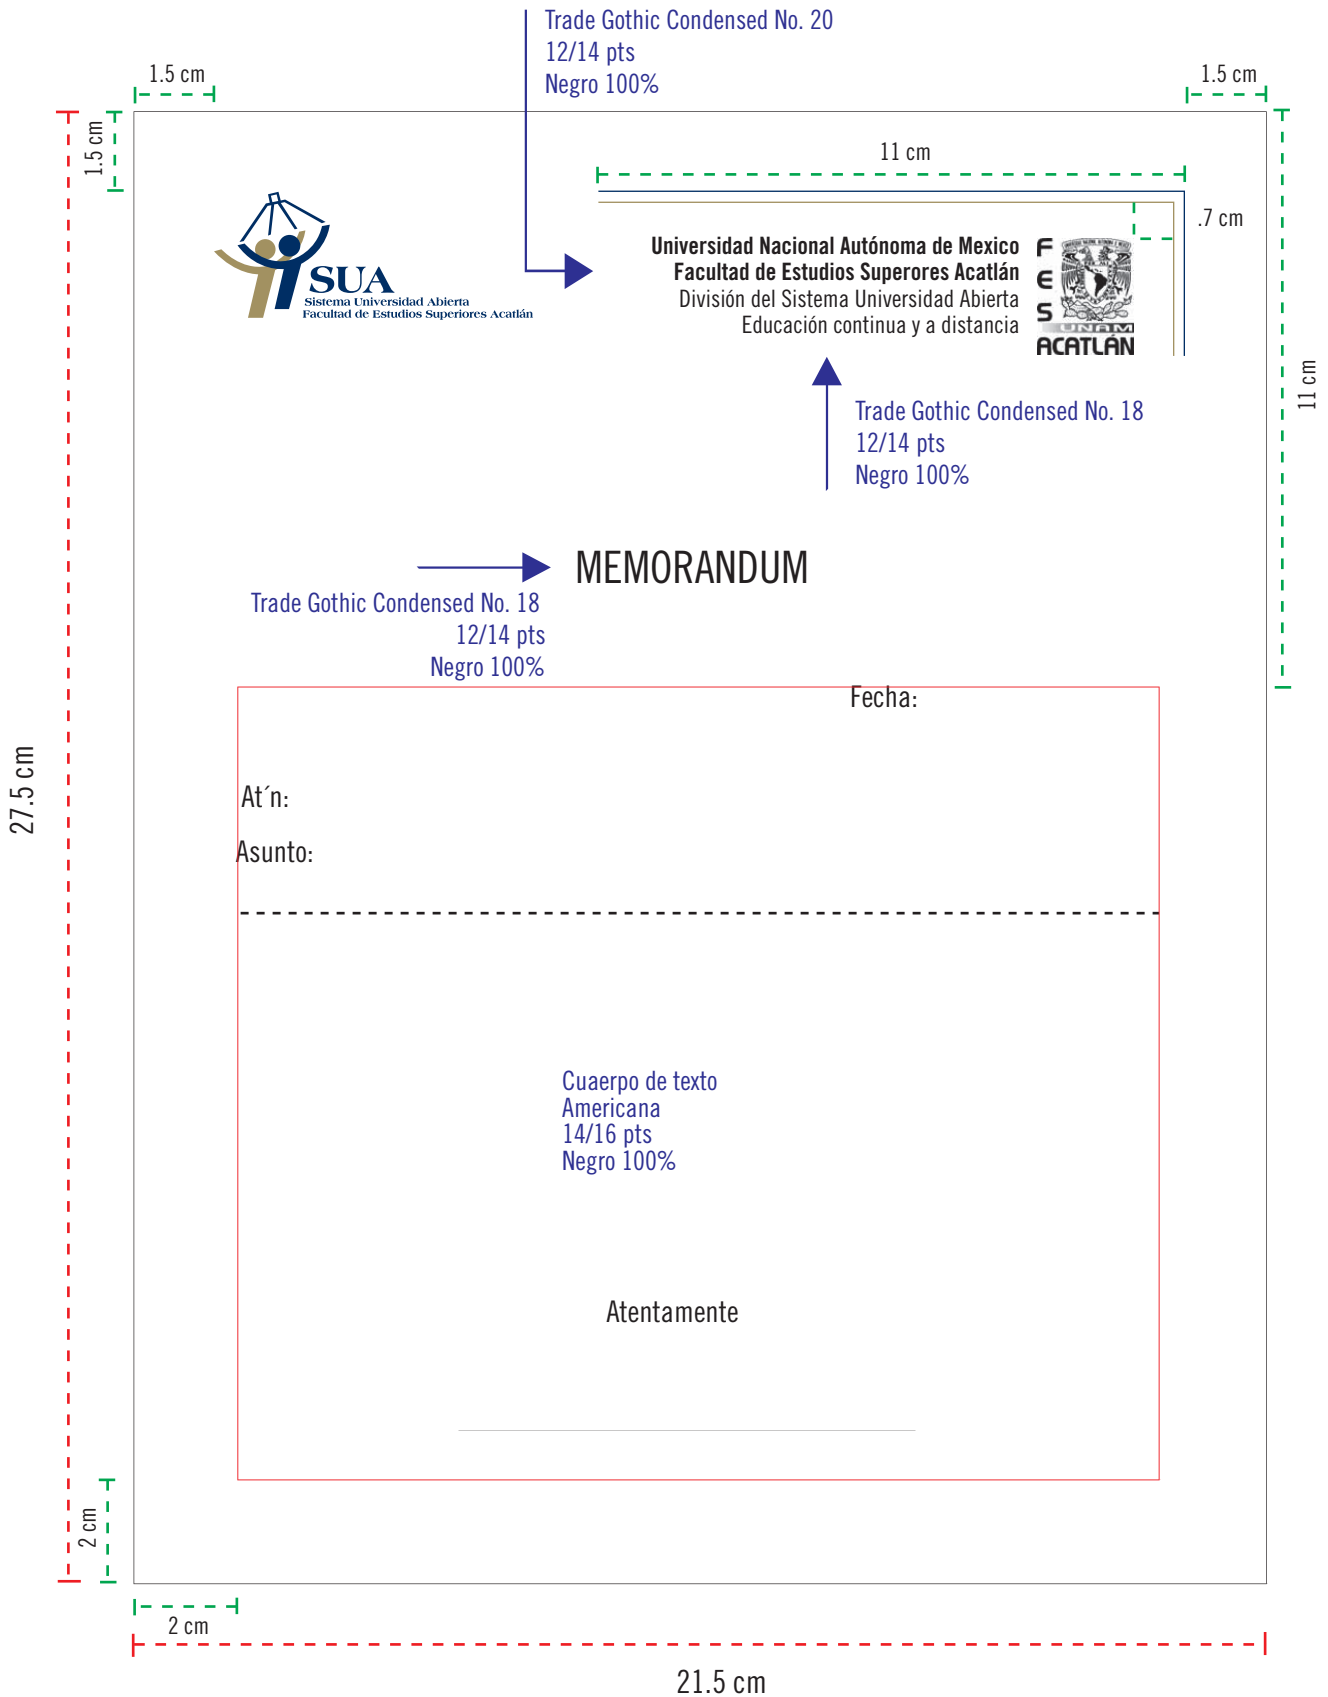 Trade Gothic Condensed No. 20
12/14 pts
Negro 100%
1.5 cm
1.5 cm
1.5 cm
11 cm
.7 cm
SUA
Sistema Universidad Abierta
Facultad de Estudios Superiores Acatlán
Universidad Nacional Autónoma de Mexico
Facultad de Estudios Superores Acatlán
División del Sistema Universidad Abierta
Educación continua y a distancia
F
E
S
UNAM
ACATLÁN
11 cm
Trade Gothic Condensed No. 18
12/14 pts
Negro 100%
MEMORANDUM
Trade Gothic Condensed No. 18
12/14 pts
Negro 100%
Fecha:
27.5 cm
At´n:
Asunto:
Cuaerpo de texto
Americana
14/16 pts
Negro 100%
Atentamente
2 cm
2 cm
21.5 cm